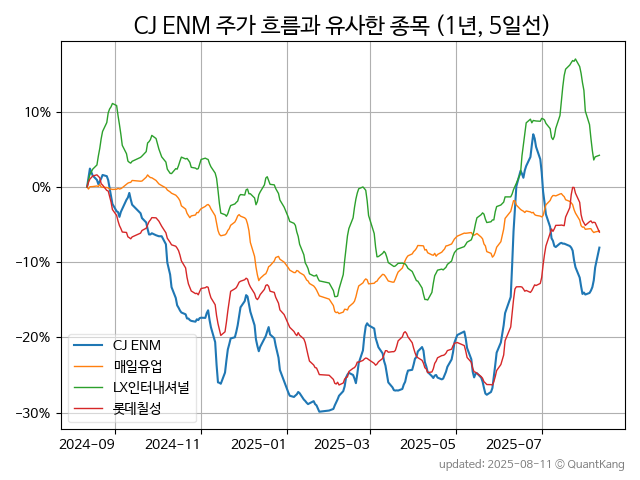 CJ ENM 주가 흐름과 유사한 종목 (1년, 5일선)
10%
0%
−10%
−20%
−30%
CJ ENM
매일유업
LX인터내셔널
롯데칠성
2024-09 2024-11 2025-01 2025-03 2025-05 2025-07
updated: 2025-08-11 © QuantKang